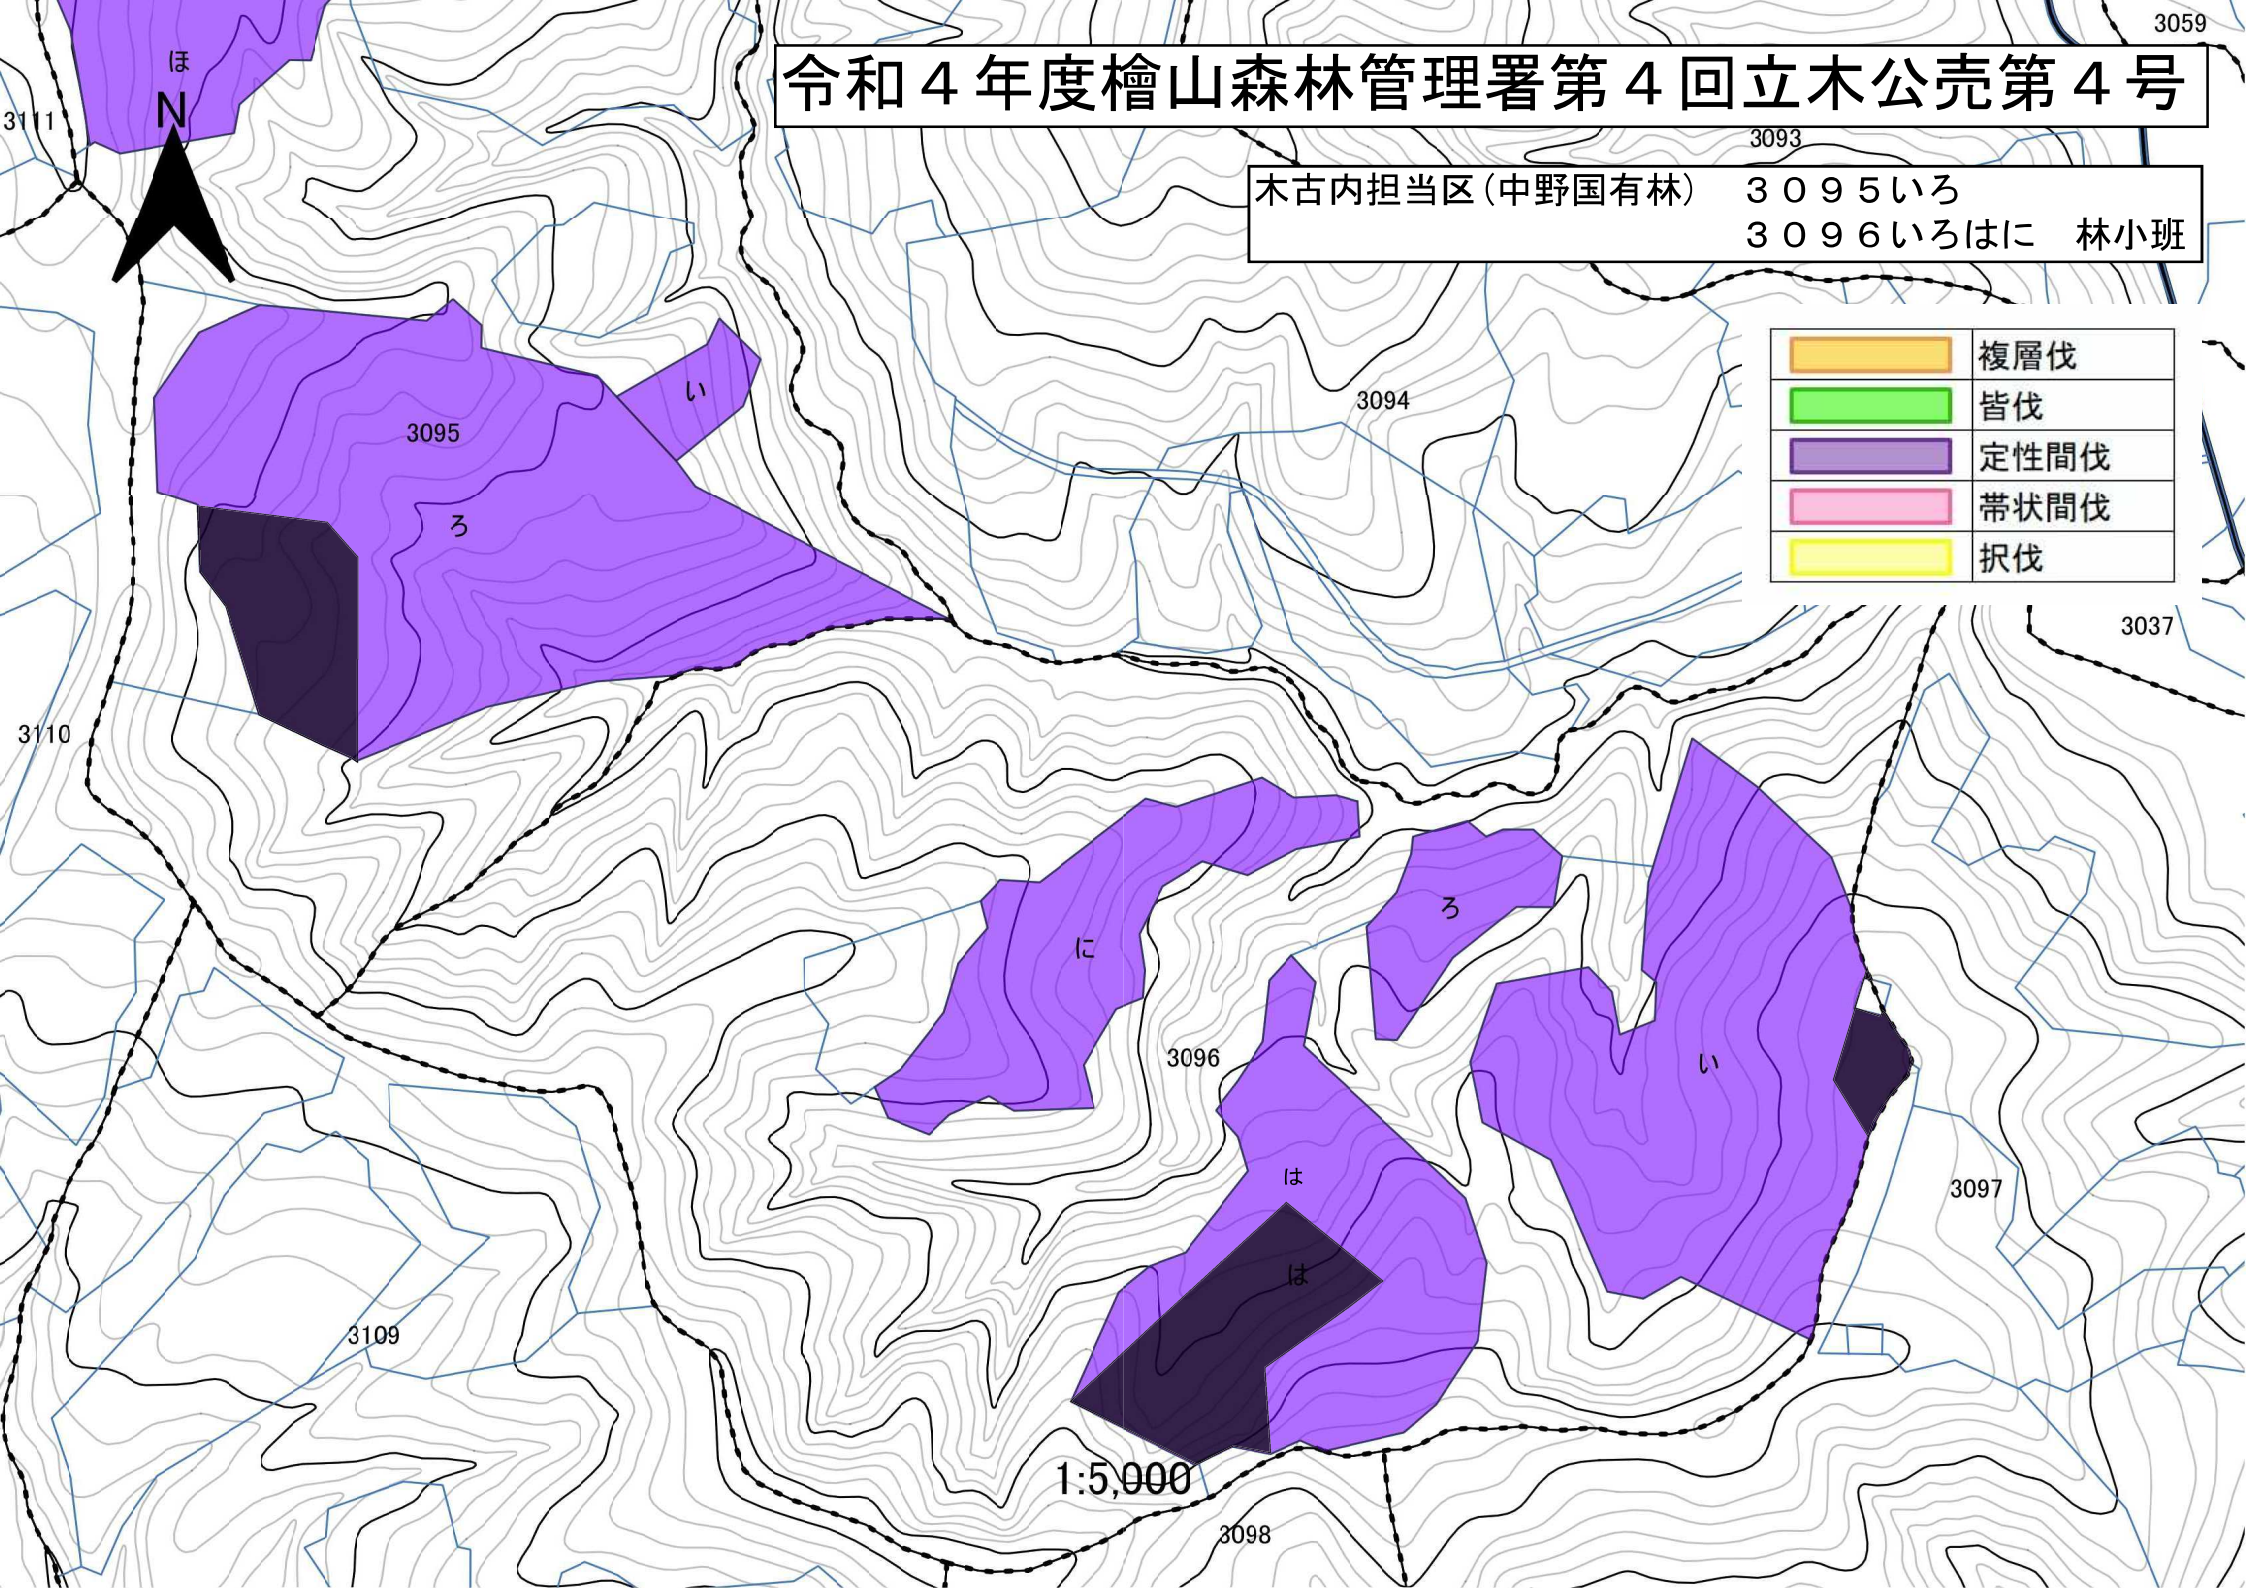 3059
令和４年度檜山森林管理署第４回立木公売第４号
ほ
N
3111
3093
木古内担当区(中野国有林)　３０９５いろ
３０９６いろはに　林小班
複層伐
皆伐
定性間伐
帯状間伐
択伐
い
3094
3095
ろ
3037
3110
ろ
に
3096
い
は
3097
は
3109
1:5,000
3098